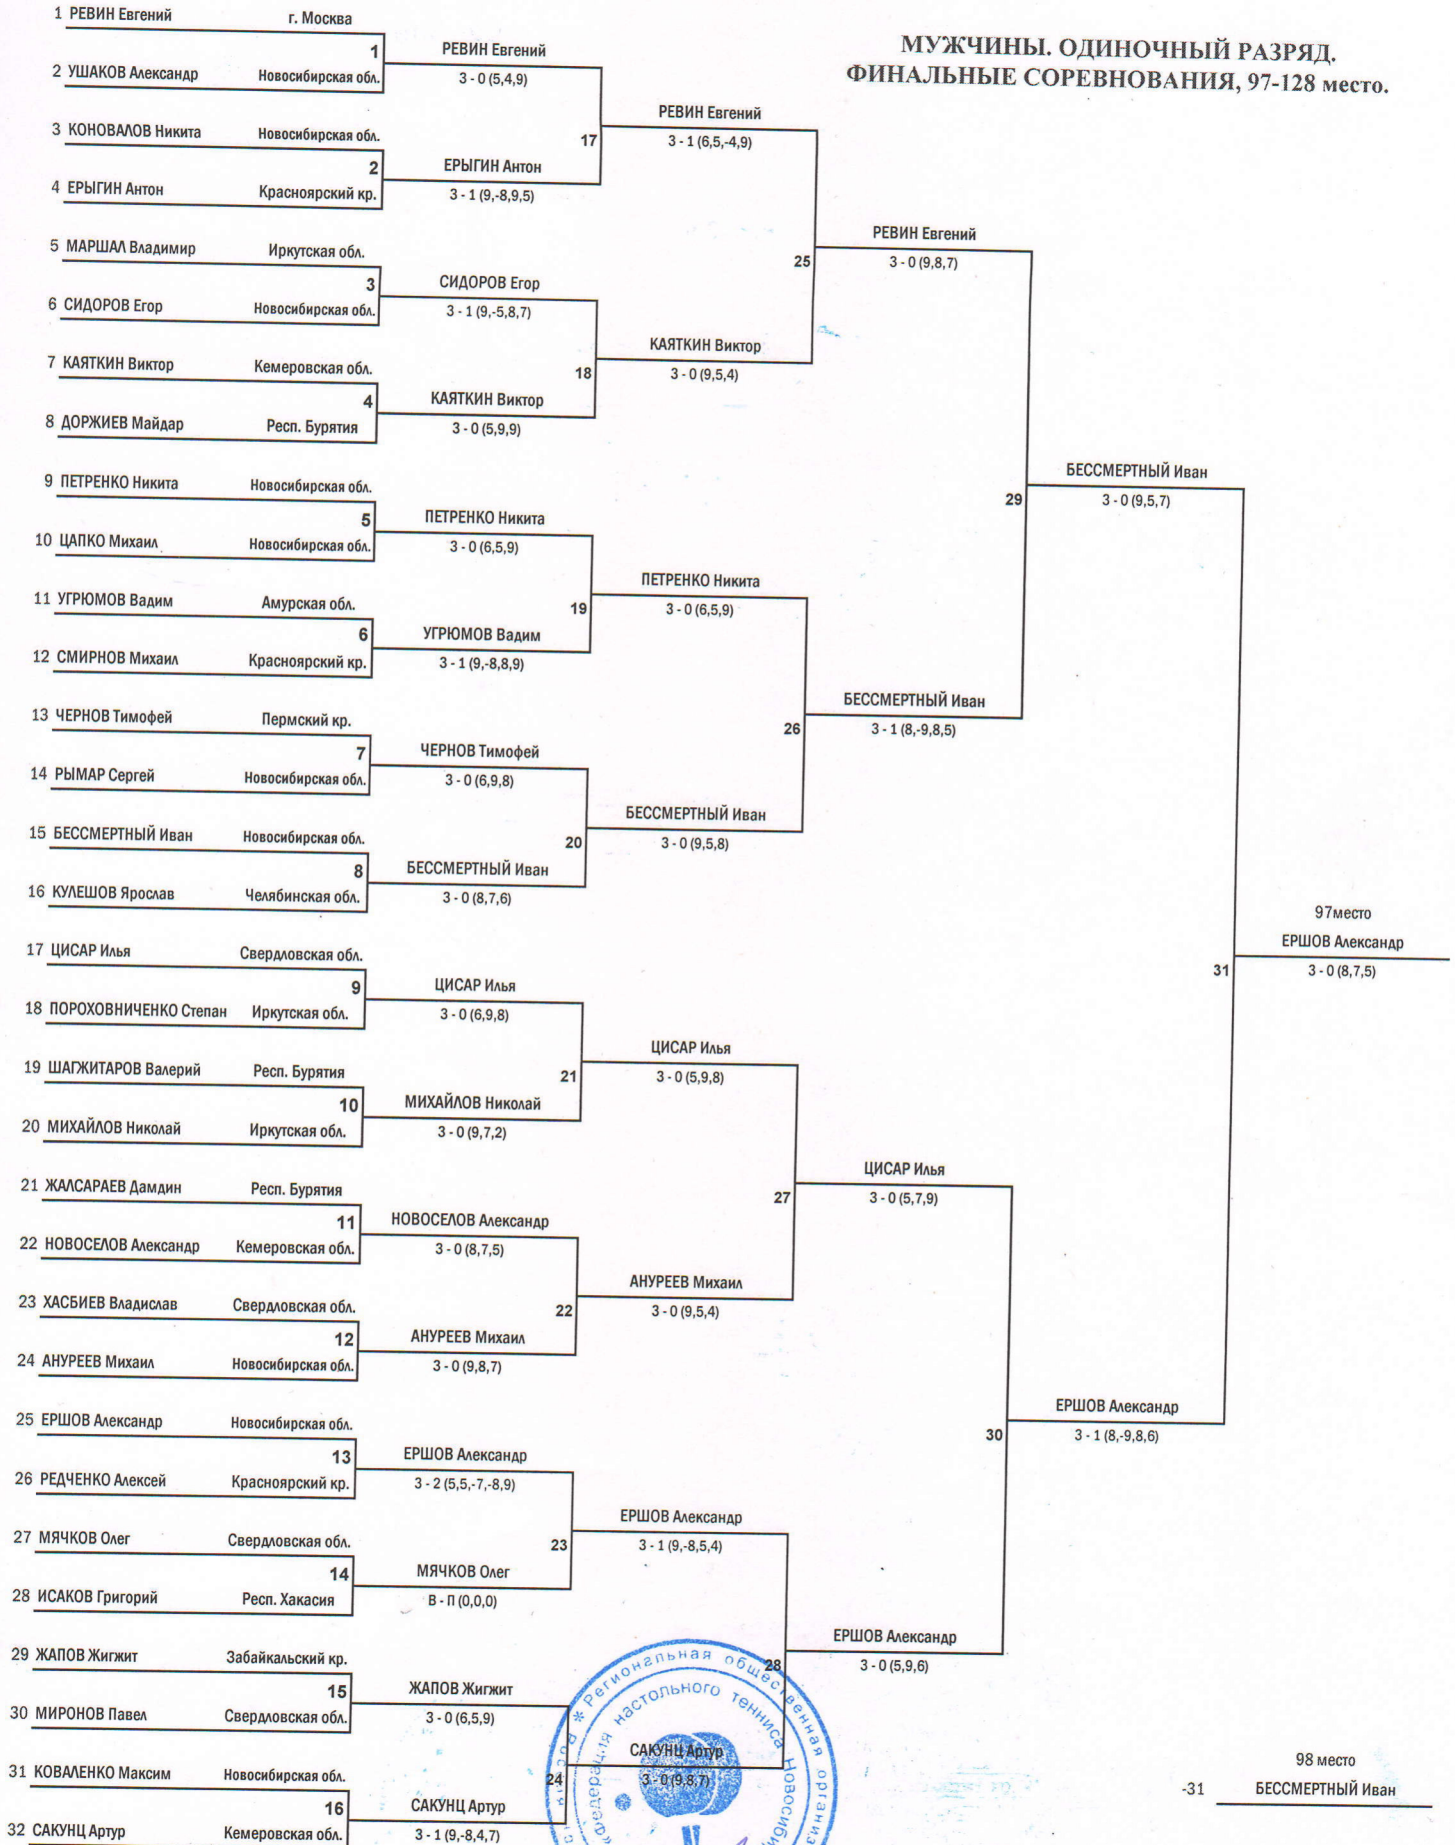 МУЖЧИНЫ. ОДИНОЧНЫЙ РАЗРЯД.
ФИНАЛЬНЫЕ СОРЕВНОВАНИЯ, 97-128 место.
1 РЕВИН Евгений г. Москва
1
2 УШАКОВ Александр Новосибирская обл.
РЕВИН Евгений
3 - 0 (5,4,9)
3 КОНОВАЛОВ Никита Новосибирская обл.
2
4 ЕРЫГИН Антон Красноярский кр.
ЕРЫГИН Антон
3 - 1 (9,-8,9,5)
5 МАРШАЛ Владимир Иркутская обл.
3
6 СИДОРОВ Егор Новосибирская обл.
СИДОРОВ Егор
3 - 1 (9,-5,8,7)
7 КАЯТКИН Виктор Кемеровская обл.
4
8 ДОРЖИЕВ Майдар Респ. Бурятия
КАЯТКИН Виктор
3 - 0 (5,9,9)
9 ПЕТРЕНКО Никита Новосибирская обл.
5
10 ЦАПКО Михаил Новосибирская обл.
ПЕТРЕНКО Никита
3 - 0 (6,5,9)
11 УГРЮМОВ Вадим Амурская обл.
6
12 СМИРНОВ Михаил Красноярский кр.
УГРЮМОВ Вадим
3 - 1 (9,-8,8,9)
13 ЧЕРНОВ Тимофей Пермский кр.
7
14 РЫМАР Сергей Новосибирская обл.
ЧЕРНОВ Тимофей
3 - 0 (6,9,8)
15 БЕССМЕРТНЫЙ Иван Новосибирская обл.
8
16 КУЛЕШОВ Ярослав Челябинская обл.
БЕССМЕРТНЫЙ Иван
3 - 0 (8,7,6)
17 ЦИСАР Илья Свердловская обл.
9
18 ПОРОХОВНИЧЕНКО Степан Иркутская обл.
ЦИСАР Илья
3 - 0 (6,9,8)
19 ШАГЖИТАРОВ Валерий Респ. Бурятия
10
20 МИХАЙЛОВ Николай Иркутская обл.
МИХАЙЛОВ Николай
3 - 0 (9,7,2)
21 ЖАЛСАРАЕВ Дамдин Респ. Бурятия
11
22 НОВОСЕЛОВ Александр Кемеровская обл.
НОВОСЕЛОВ Александр
3 - 0 (8,7,5)
23 ХАСБИЕВ Владислав Свердловская обл.
12
24 АНУРЕЕВ Михаил Новосибирская обл.
АНУРЕЕВ Михаил
3 - 0 (9,8,7)
25 ЕРШОВ Александр Новосибирская обл.
13
26 РЕДЧЕНКО Алексей Красноярский кр.
ЕРШОВ Александр
3 - 2 (5,5,-7,-8,9)
27 МЯЧКОВ Олег Свердловская обл.
14
28 ИСАКОВ Григорий Респ. Хакасия
МЯЧКОВ Олег
В - П (0,0,0)
29 ЖАПОВ Жигжит Забайкальский кр.
15
30 МИРОНОВ Павел Свердловская обл.
ЖАПОВ Жигжит
3 - 0 (6,5,9)
31 КОВАЛЕНКО Максим Новосибирская обл.
16
32 САКУНЦ Артур Кемеровская обл.
САКУНЦ Артур
3 - 1 (9,-8,4,7)
17
РЕВИН Евгений
3 - 1 (6,5,-4,9)
18
КАЯТКИН Виктор
3 - 0 (9,5,4)
19
ПЕТРЕНКО Никита
3 - 0 (6,5,9)
20
БЕССМЕРТНЫЙ Иван
3 - 0 (9,5,8)
21
ЦИСАР Илья
3 - 0 (5,9,8)
22
АНУРЕЕВ Михаил
3 - 0 (9,5,4)
23
ЕРШОВ Александр
3 - 1 (9,-8,5,4)
24
САКУНЦ Артур
3 - 0 (9,8,7)
25
РЕВИН Евгений
3 - 0 (9,8,7)
26
БЕССМЕРТНЫЙ Иван
3 - 1 (8,-9,8,5)
27
ЦИСАР Илья
3 - 0 (5,7,9)
28
ЕРШОВ Александр
3 - 0 (5,9,6)
29
БЕССМЕРТНЫЙ Иван
3 - 0 (9,5,7)
30
ЕРШОВ Александр
3 - 1 (8,-9,8,6)
31
97место
ЕРШОВ Александр
3 - 0 (8,7,5)
98 место
-31 БЕССМЕРТНЫЙ Иван
Региональная общественная
«Федерация настольного тенниса